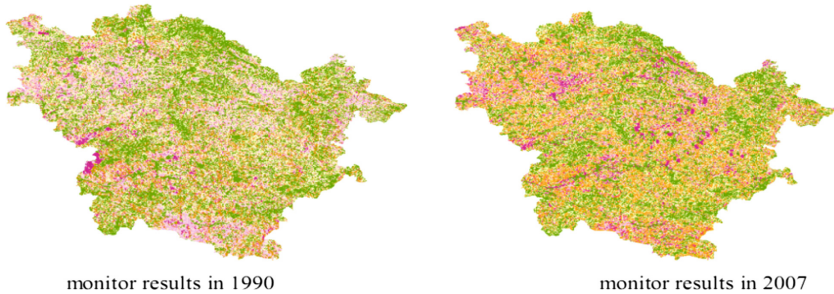 monitor results in 1990
monitor results in 2007